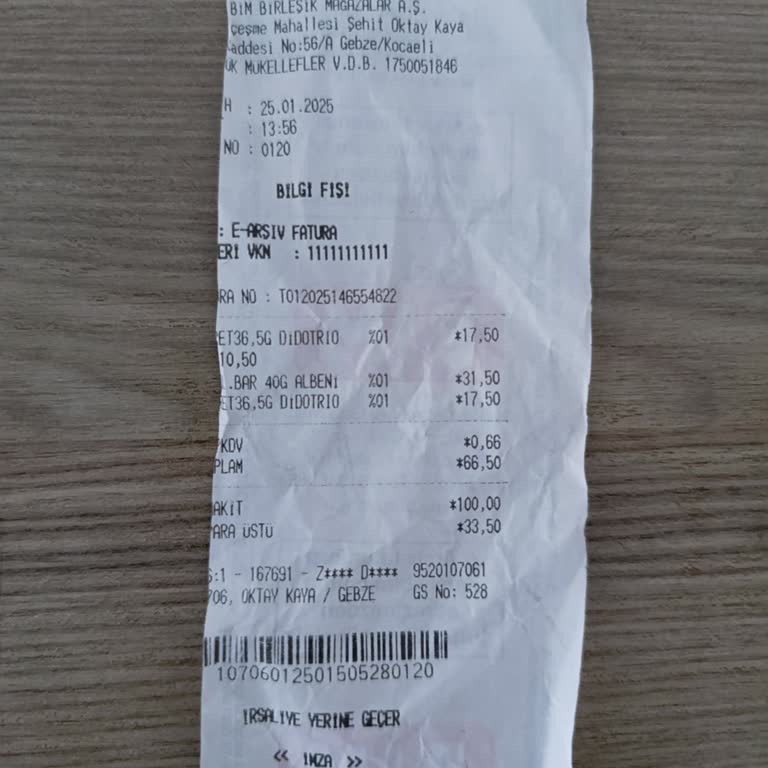 BİM BİRLEŞİK MAĞAZALAR A.Ş.
çeşme Mahallesi Şehit Oktay Kaya
addesi No:56/A Gebze/Kocaeli
ÜK MÜKELLEFLER V.D.B. 1750051846
H : 25.01.2025
: 13:56
NO : 0120
BİLGİ FİŞİ
: E-ARŞİV FATURA
ERİ VKN : 11111111111
RA NO : T012025146554822
ET36,5G DİDOTRIO %01 *17,50
10,50
.BAR 40G ALBENİ %01 *31,50
ET36,5G DİDOTRIO %01 *17,50
KDV *0,66
PLAM *66,50
AKİT *100,00
ARA ÜSTÜ *33,50
S:1 - 167691 - Z**** D**** 9520107061
706, OKTAY KAYA / GEBZE GS No: 528
10706012501505280120
İRSALİYE YERİNE GEÇER
<< İMZA >>